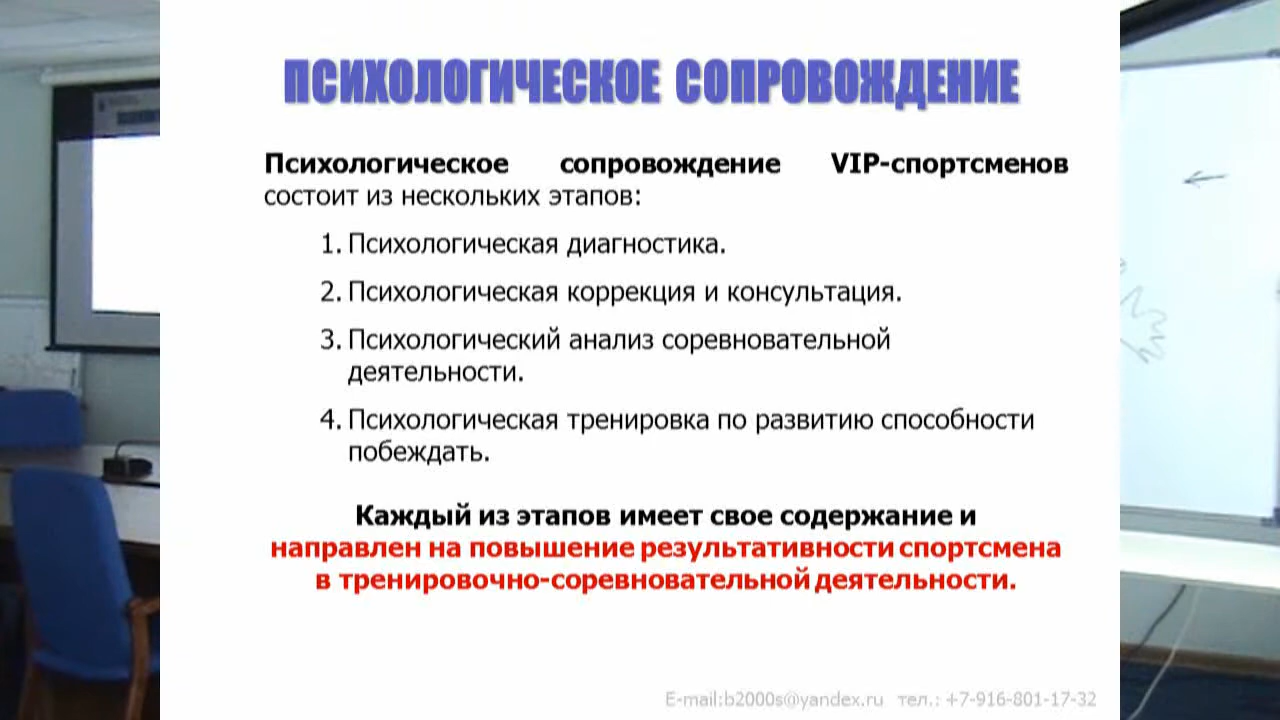 ПСИХОЛОГИЧЕСКОЕ СОПРОВОЖДЕНИЕ
Психологическое сопровождение VIP-спортсменов
состоит из нескольких этапов:
1. Психологическая диагностика.
2. Психологическая коррекция и консультация.
3. Психологический анализ соревновательной
деятельности.
4. Психологическая тренировка по развитию способности
побеждать.
Каждый из этапов имеет свое содержание и
направлен на повышение результативности спортсмена
в тренировочно-соревновательной деятельности.
E-mail:b2000s@yandex.ru тел.: +7-916-801-17-32